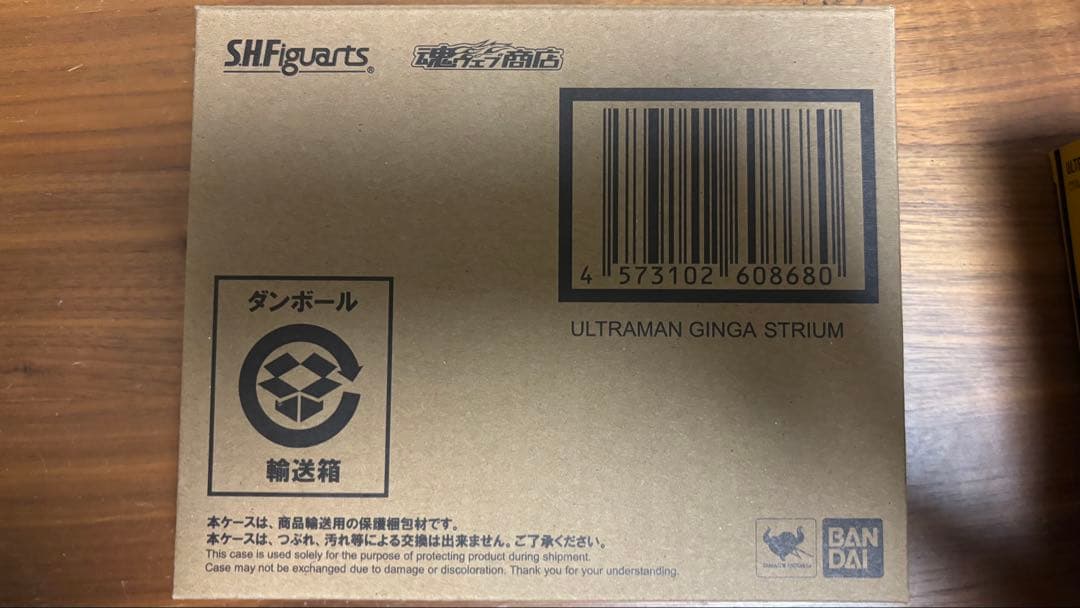 S.H.Figuarts®
魂ウェブ商店
4 573102 608680
ULTRAMAN GINGA STRIUM
ダンボール
輸送箱
本ケースは、商品輸送用の保護梱包材です。
本ケースは、つぶれ、汚れ等による交換は出来ません。ご了承ください。
This case is used solely for the purpose of protecting product during shipment.
Case may not be exchanged due to damage or discoloration. Thank you for your understanding.
BAN
DAI